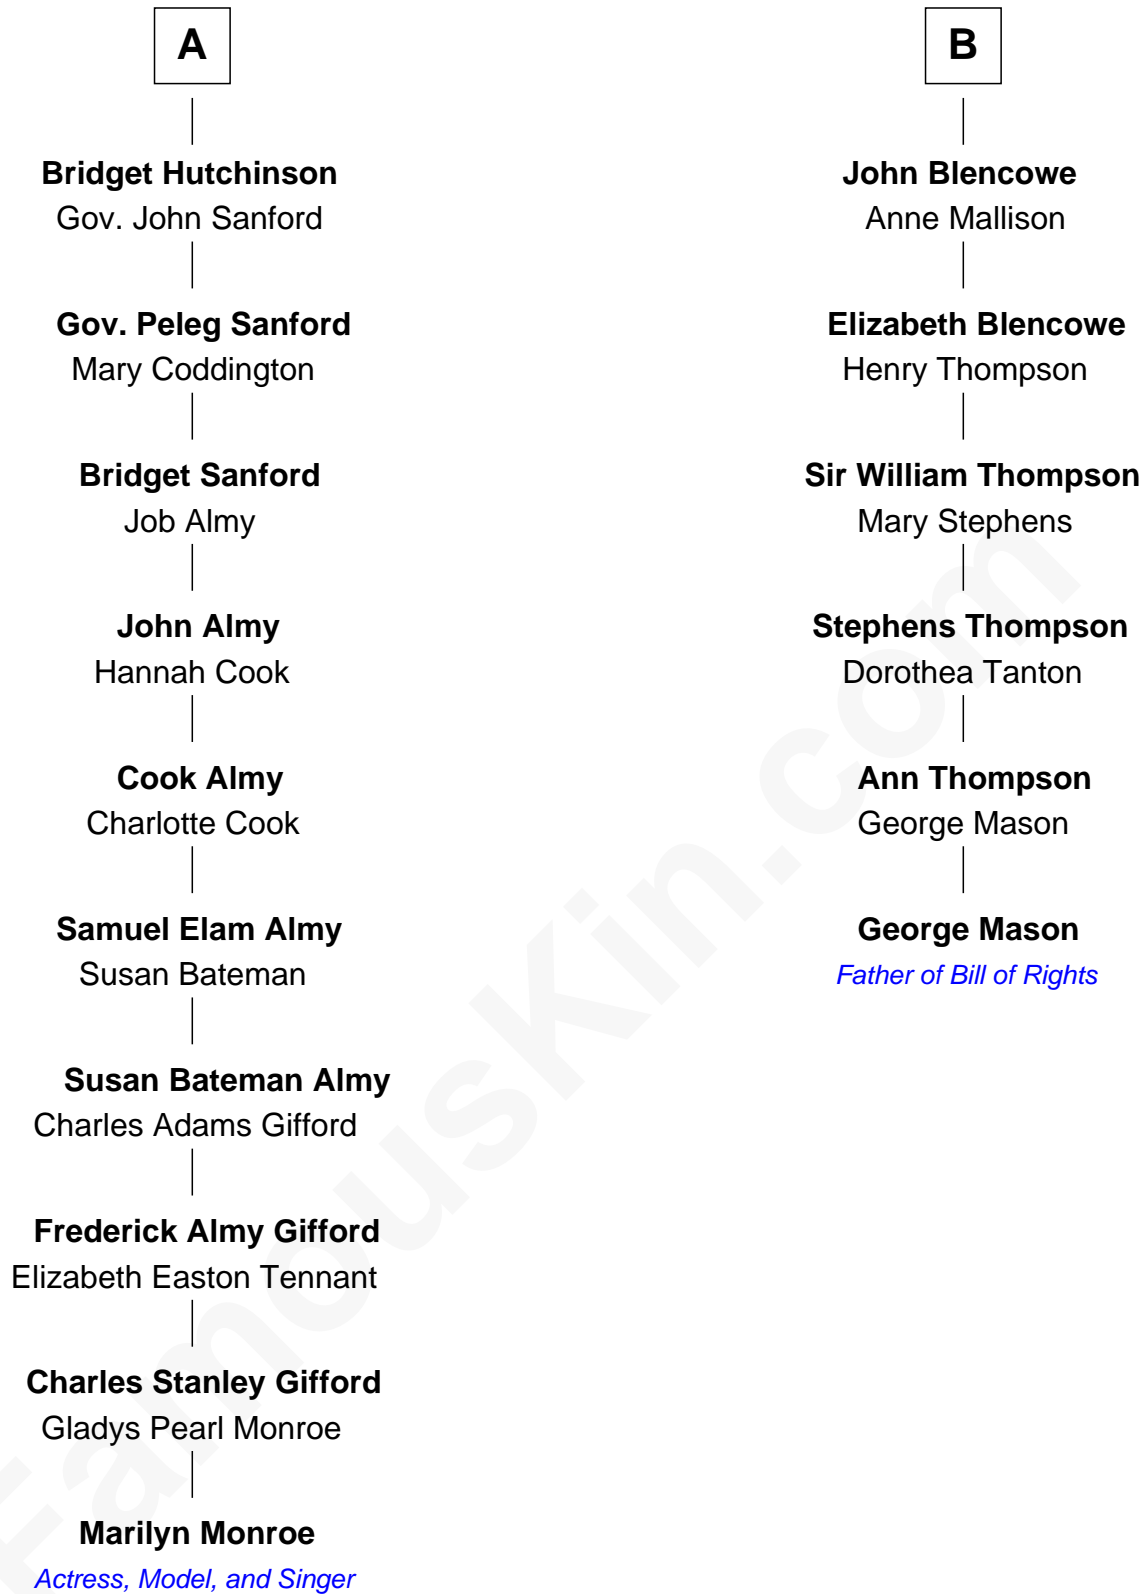 A
Bridget Hutchinson
Gov. John Sanford
Gov. Peleg Sanford
Mary Coddington
Bridget Sanford
Job Almy
John Almy
Hannah Cook
Cook Almy
Charlotte Cook
Samuel Elam Almy
Susan Bateman
Susan Bateman Almy
Charles Adams Gifford
Frederick Almy Gifford
Elizabeth Easton Tennant
Charles Stanley Gifford
Gladys Pearl Monroe
Marilyn Monroe
Actress, Model, and Singer
B
John Blencowe
Anne Mallison
Elizabeth Blencowe
Henry Thompson
Sir William Thompson
Mary Stephens
Stephens Thompson
Dorothea Tanton
Ann Thompson
George Mason
George Mason
Father of Bill of Rights
FamousKin.com